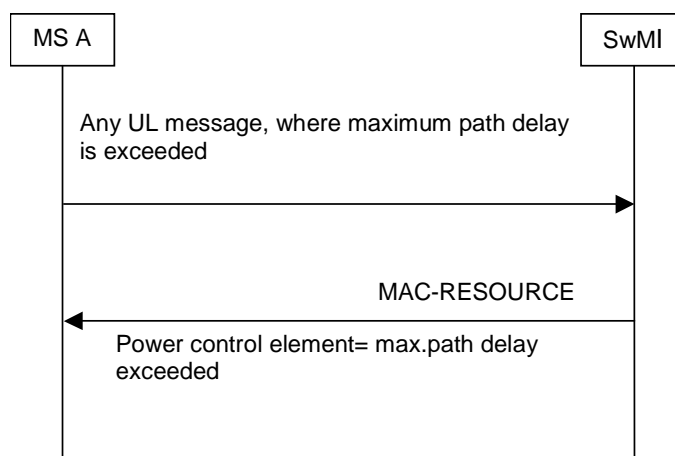 MS A
SwMI
Any UL message, where maximum path delay
is exceeded
MAC-RESOURCE
Power control element= max.path delay
exceeded